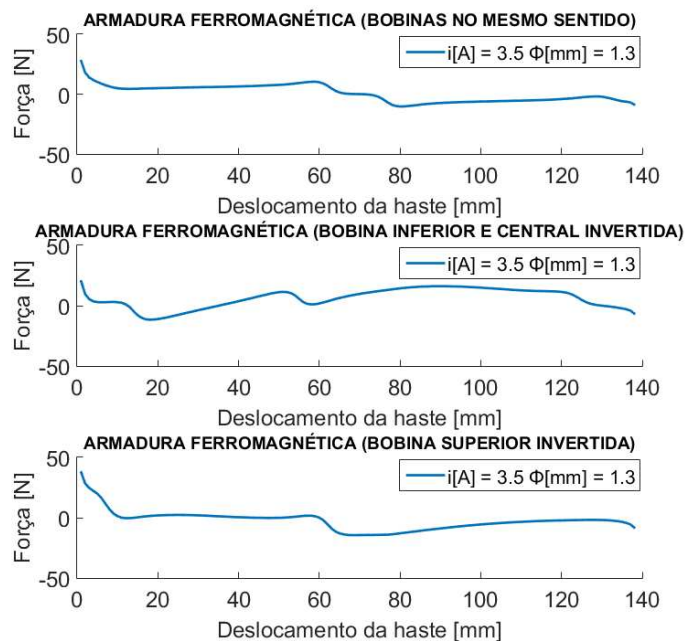 ARMADURA FERROMAGNÉTICA (BOBINAS NO MESMO SENTIDO)
50
0
-50
Força [N]
i[A] = 3.5 Φ[mm] = 1.3
0 20 40 60 80 100 120 140
Deslocamento da haste [mm]
ARMADURA FERROMAGNÉTICA (BOBINA INFERIOR E CENTRAL INVERTIDA)
50
0
-50
Força [N]
i[A] = 3.5 Φ[mm] = 1.3
0 20 40 60 80 100 120 140
Deslocamento da haste [mm]
ARMADURA FERROMAGNÉTICA (BOBINA SUPERIOR INVERTIDA)
50
0
-50
Força [N]
i[A] = 3.5 Φ[mm] = 1.3
0 20 40 60 80 100 120 140
Deslocamento da haste [mm]